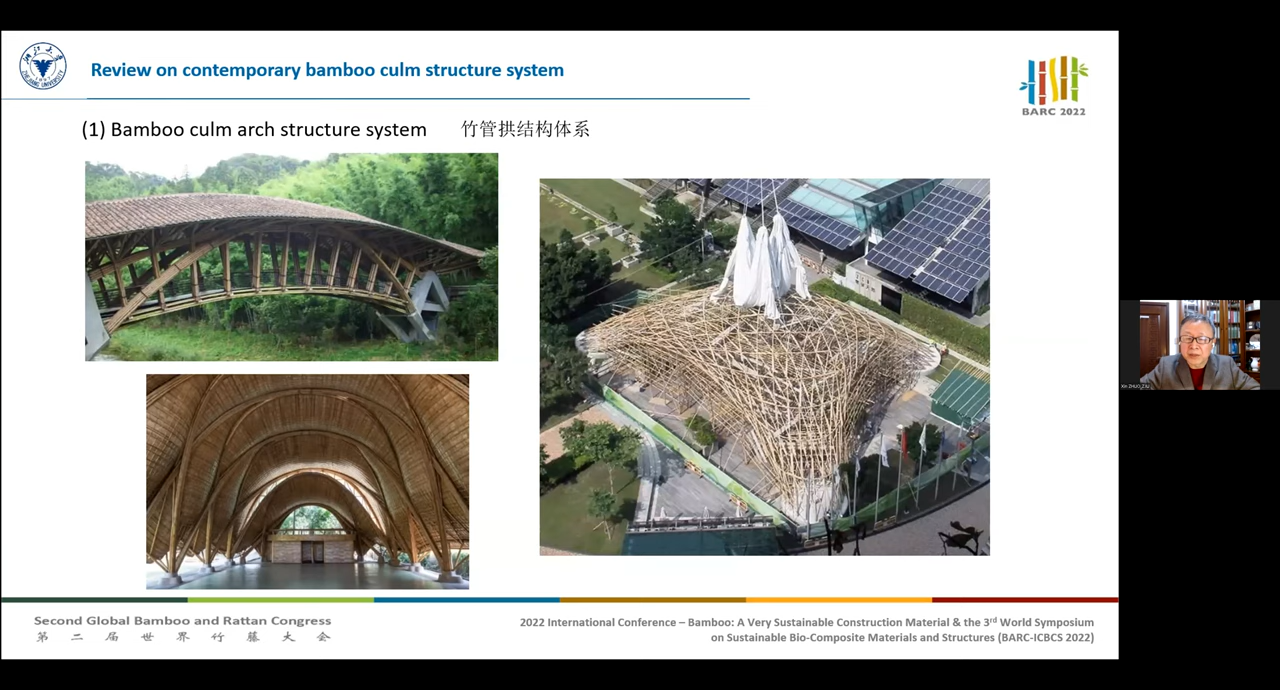 Review on contemporary bamboo culm structure system
BARC 2022
(1) Bamboo culm arch structure system 竹管拱结构体系
Second Global Bamboo and Rattan Congress
第二届世界竹藤大会
2022 International Conference – Bamboo: A Very Sustainable Construction Material & the 3rd World Symposium
on Sustainable Bio-Composite Materials and Structures (BARC-ICBCS 2022)